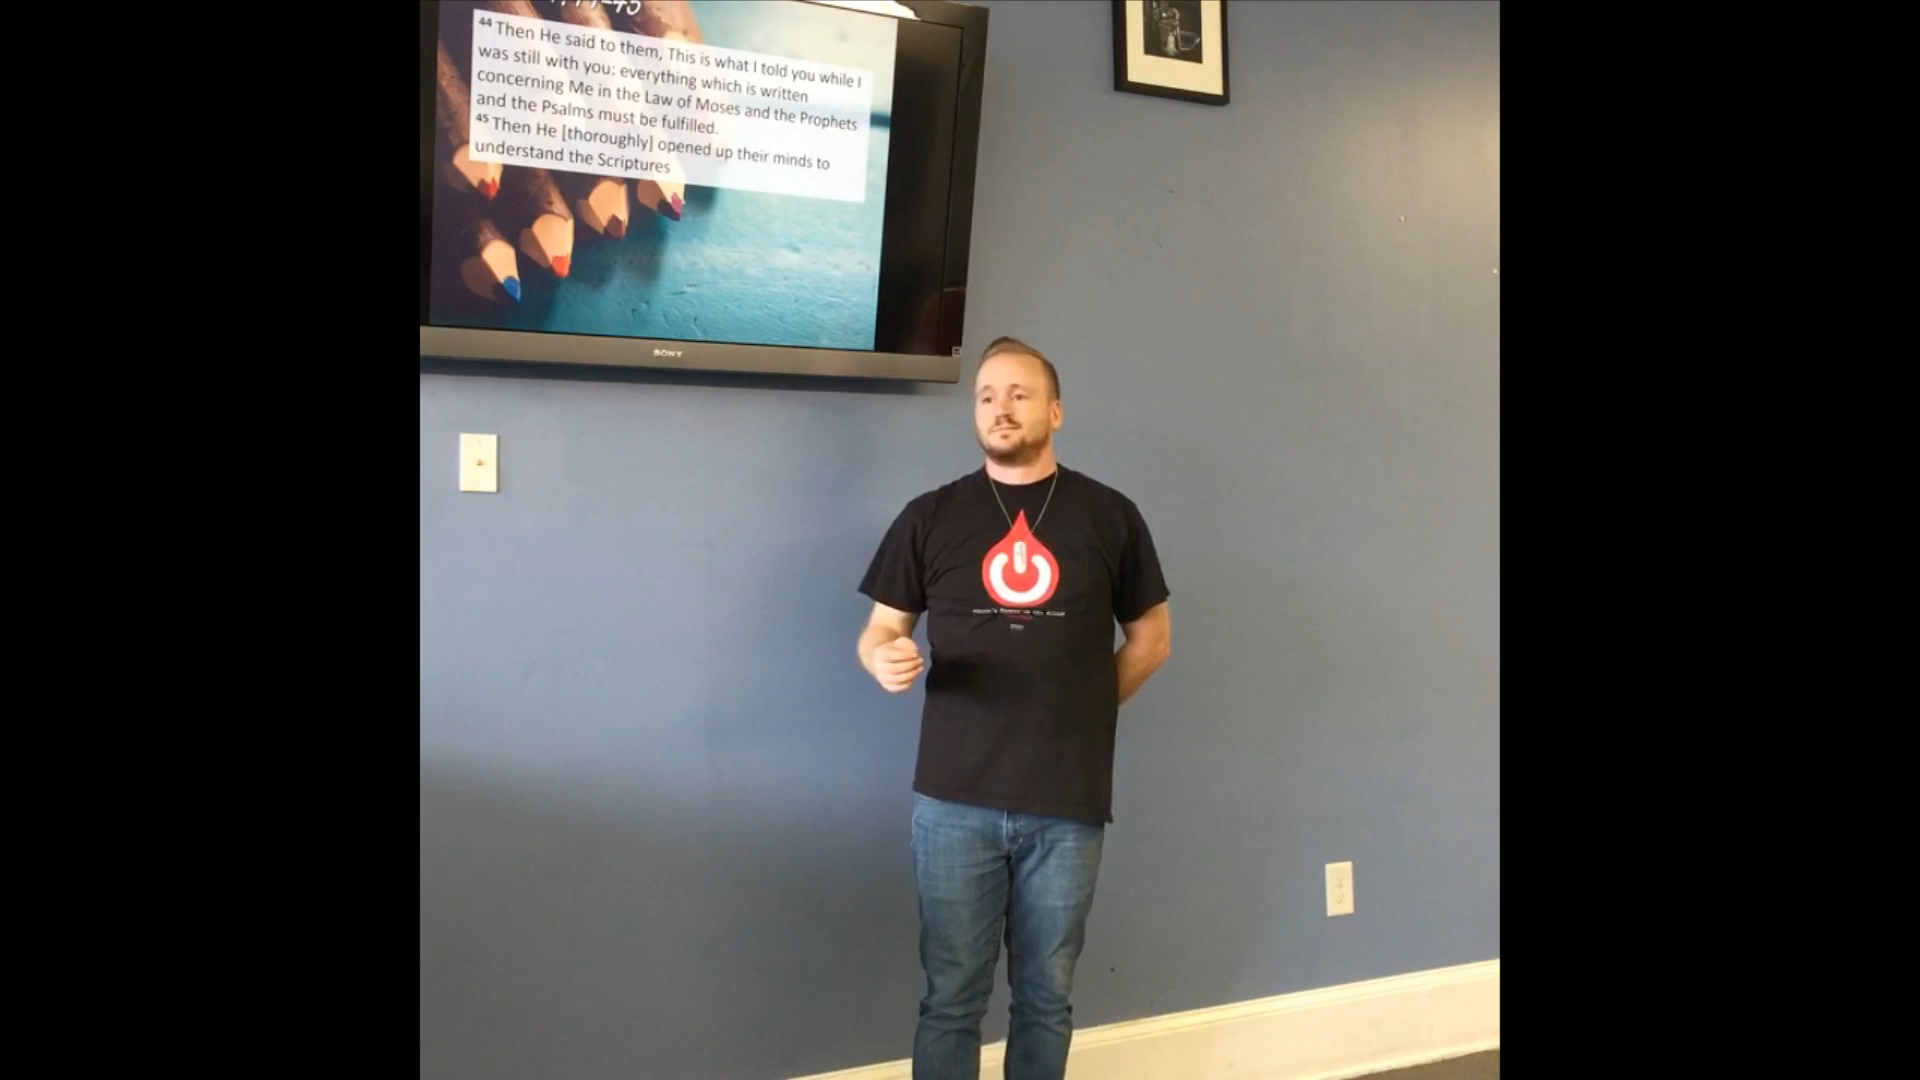 44 Then He said to them, This is what I told you while I
was still with you: everything which is written
concerning Me in the Law of Moses and the Prophets
and the Psalms must be fulfilled.
45 Then He [thoroughly] opened up their minds to
understand the Scriptures
SONY